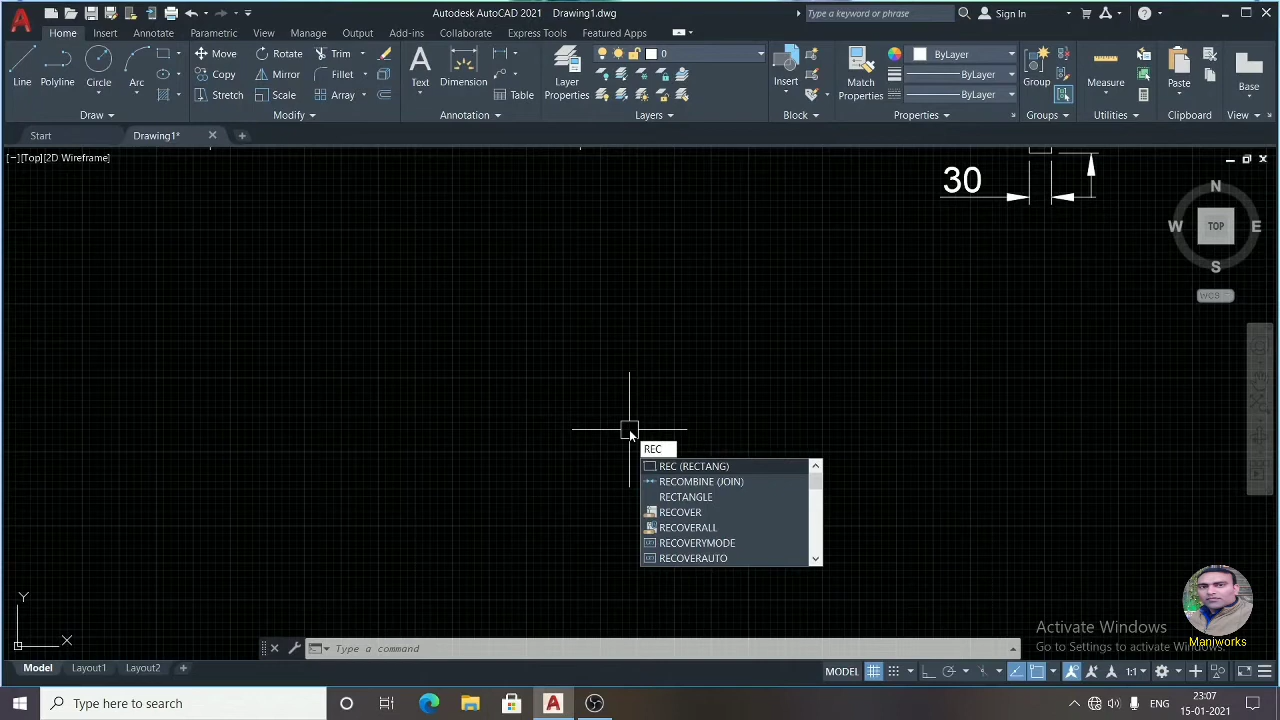 Autodesk AutoCAD 2021 Drawing1.dwg
Type a keyword or phrase
Sign In
Home Insert Annotate Parametric View Manage Output Add-ins Collaborate Express Tools Featured Apps
Line
Polyline
Circle
Arc
Move
Rotate
Trim
Copy
Mirror
Fillet
Stretch
Scale
Array
Text
Dimension
Table
Layer
Properties
0
Insert
Match
Properties
ByLayer
ByLayer
ByLayer
Group
Measure
Paste
Base
Draw
Modify
Annotation
Layers
Block
Properties
Groups
Utilities
Clipboard
View
Start
Drawing1*
[−][Top][2D Wireframe]
30
N
W
TOP
E
S
WCS
REC
REC (RECTANG)
RECOMBINE (JOIN)
RECTANGLE
RECOVER
RECOVERALL
RECOVERYMODE
RECOVERAUTO
Y
X
Type a command
Activate Windows
Go to Settings to activate Windows.
Maniworks
Model
Layout1
Layout2
MODEL
1:1
Type here to search
ENG
23:07
15-01-2021